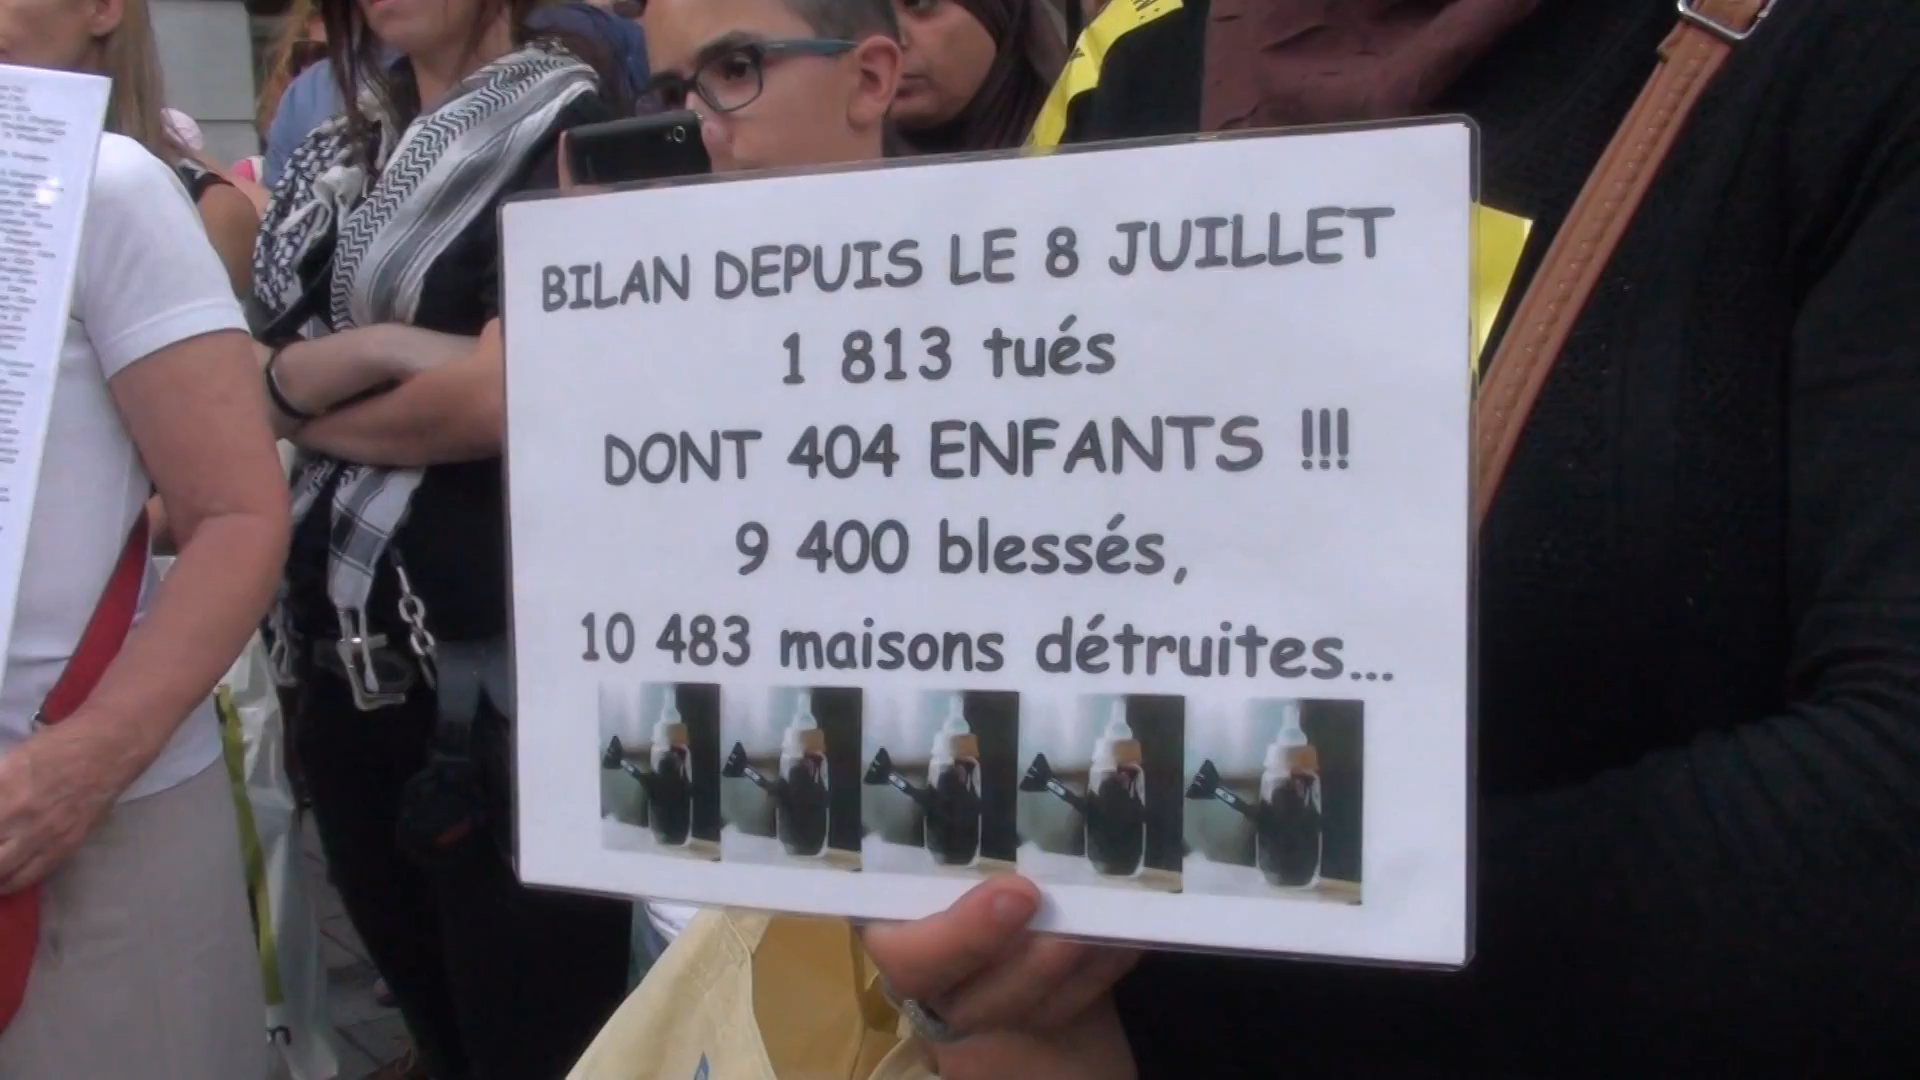 BILAN DEPUIS LE 8 JUILLET
1 813 tués
DONT 404 ENFANTS !!!
9 400 blessés,
10 483 maisons détruites...